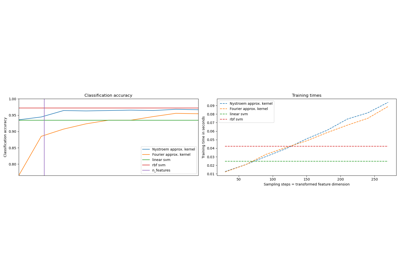 Classification accuracy
1.00
0.95
0.90
0.85
0.80
Classification accuracy
Nystroem approx. kernel
Fourier approx. kernel
linear svm
rbf svm
n_features
Training times
0.09
0.08
0.07
0.06
0.05
0.04
0.03
0.02
0.01
Training time in seconds
Nystroem approx. kernel
Fourier approx. kernel
linear svm
rbf svm
50
100
150
200
250
Sampling steps = transformed feature dimension